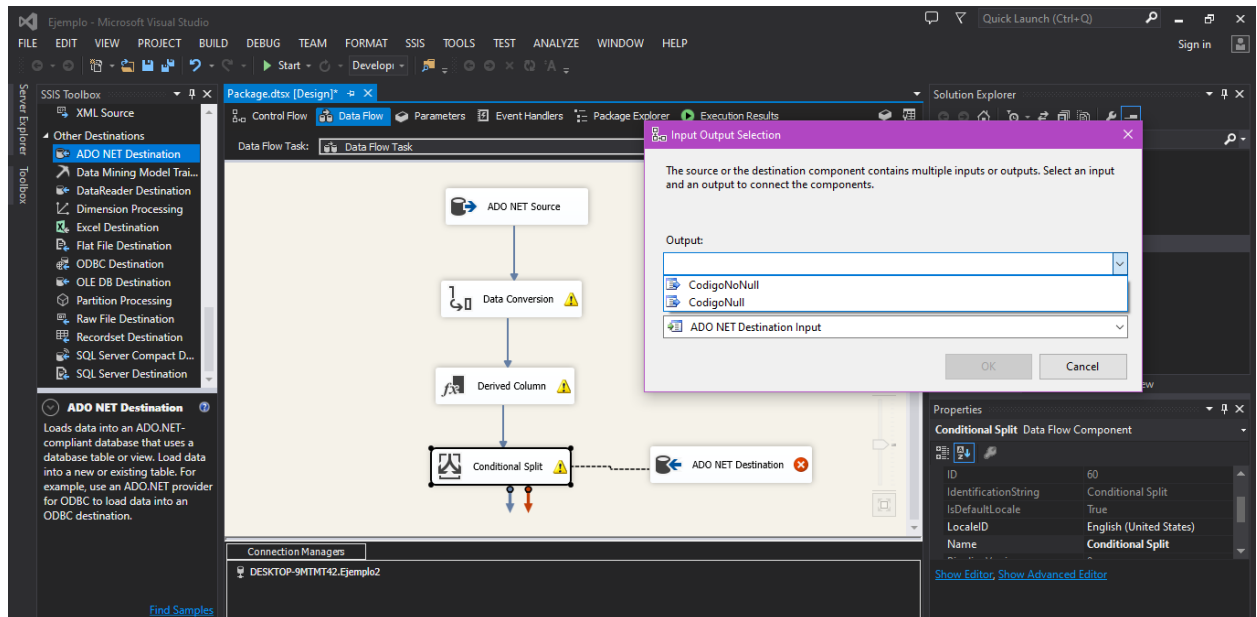 Ejemplo - Microsoft Visual Studio
Quick Launch (Ctrl+Q)
FILE EDIT VIEW PROJECT BUILD DEBUG TEAM FORMAT SSIS TOOLS TEST ANALYZE WINDOW HELP
Sign in
Start
Develop
Server Explorer
Toolbox
SSIS Toolbox
XML Source
Other Destinations
ADO NET Destination
Data Mining Model Trai...
DataReader Destination
Dimension Processing
Excel Destination
Flat File Destination
ODBC Destination
OLE DB Destination
Partition Processing
Raw File Destination
Recordset Destination
SQL Server Compact D...
SQL Server Destination
ADO NET Destination
Loads data into an ADO.NET-
compliant database that uses a
database table or view. Load data
into a new or existing table. For
example, use an ADO.NET provider
for ODBC to load data into an
ODBC destination.
Find Samples
Package.dtsx [Design]*
Control Flow Data Flow Parameters Event Handlers Package Explorer Execution Results
Data Flow Task: Data Flow Task
ADO NET Source
Data Conversion
Derived Column
Conditional Split
ADO NET Destination
Connection Managers
DESKTOP-9MTMT42.Ejemplo2
Input Output Selection
The source or the destination component contains multiple inputs or outputs. Select an input
and an output to connect the components.
Output:
CodigoNoNull
CodigoNull
ADO NET Destination Input
OK Cancel
Solution Explorer
Properties
Conditional Split Data Flow Component
ID 60
IdentificationString Conditional Split
IsDefaultLocale True
LocaleID English (United States)
Name Conditional Split
Show Editor, Show Advanced Editor